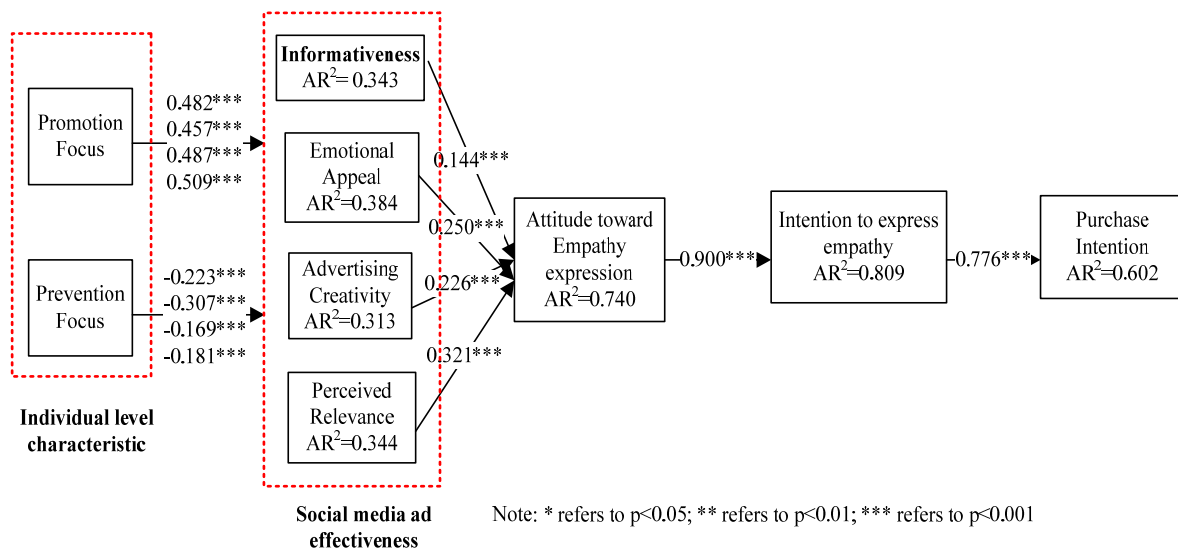 Promotion
Focus
Prevention
Focus
Individual level
characteristic
0.482***
0.457***
0.487***
0.509***
-0.223***
-0.307***
-0.169***
-0.181***
Informativeness
AR²= 0.343
Emotional
Appeal
AR²=0.384
Advertising
Creativity
AR²=0.313
Perceived
Relevance
AR²=0.344
Social media ad
effectiveness
0.144***
0.250***
0.226***
0.321***
Attitude toward
Empathy
expression
AR²=0.740
0.900***
Intention to express
empathy
AR²=0.809
0.776***
Purchase
Intention
AR²=0.602
Note: * refers to p<0.05; ** refers to p<0.01; *** refers to p<0.001